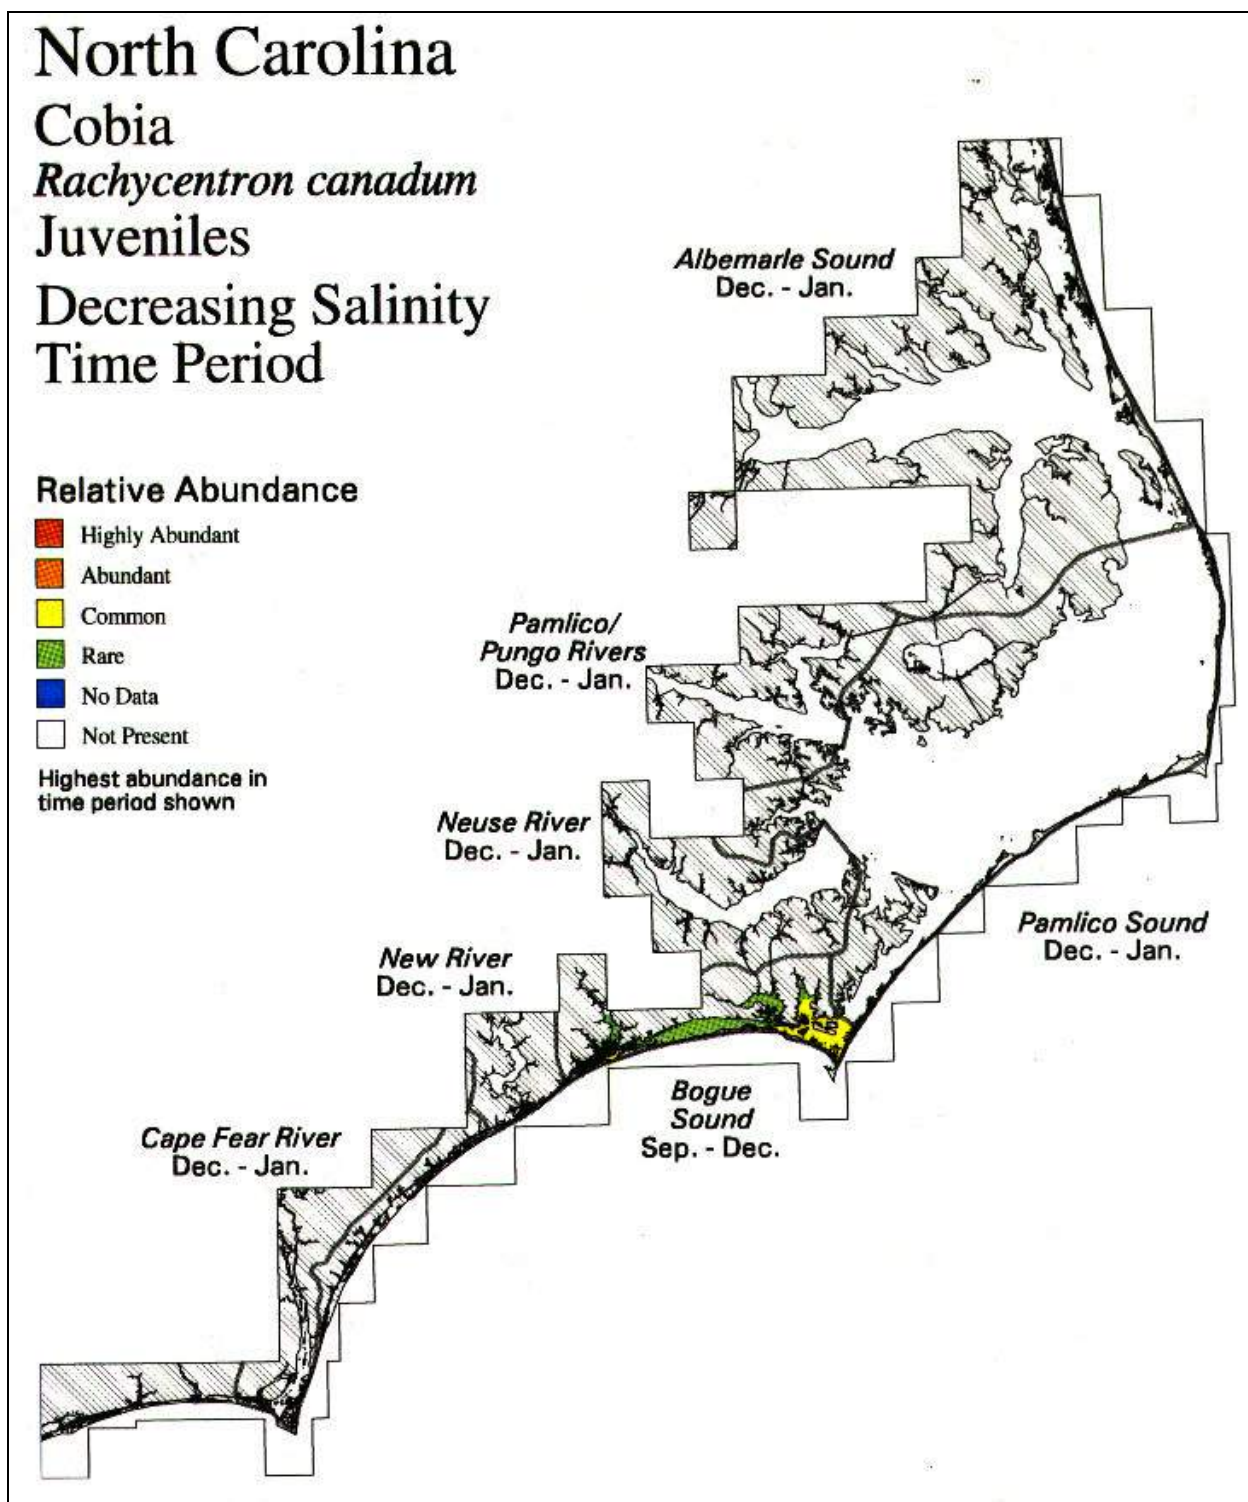 North Carolina
Cobia
Rachycentron canadum
Juveniles
Decreasing Salinity
Time Period
Relative Abundance
Highly Abundant
Abundant
Common
Rare
No Data
Not Present
Highest abundance in
time period shown
Albemarle Sound
Dec. - Jan.
Pamlico/
Pungo Rivers
Dec. - Jan.
Neuse River
Dec. - Jan.
Pamlico Sound
Dec. - Jan.
New River
Dec. - Jan.
Bogue
Sound
Sep. - Dec.
Cape Fear River
Dec. - Jan.